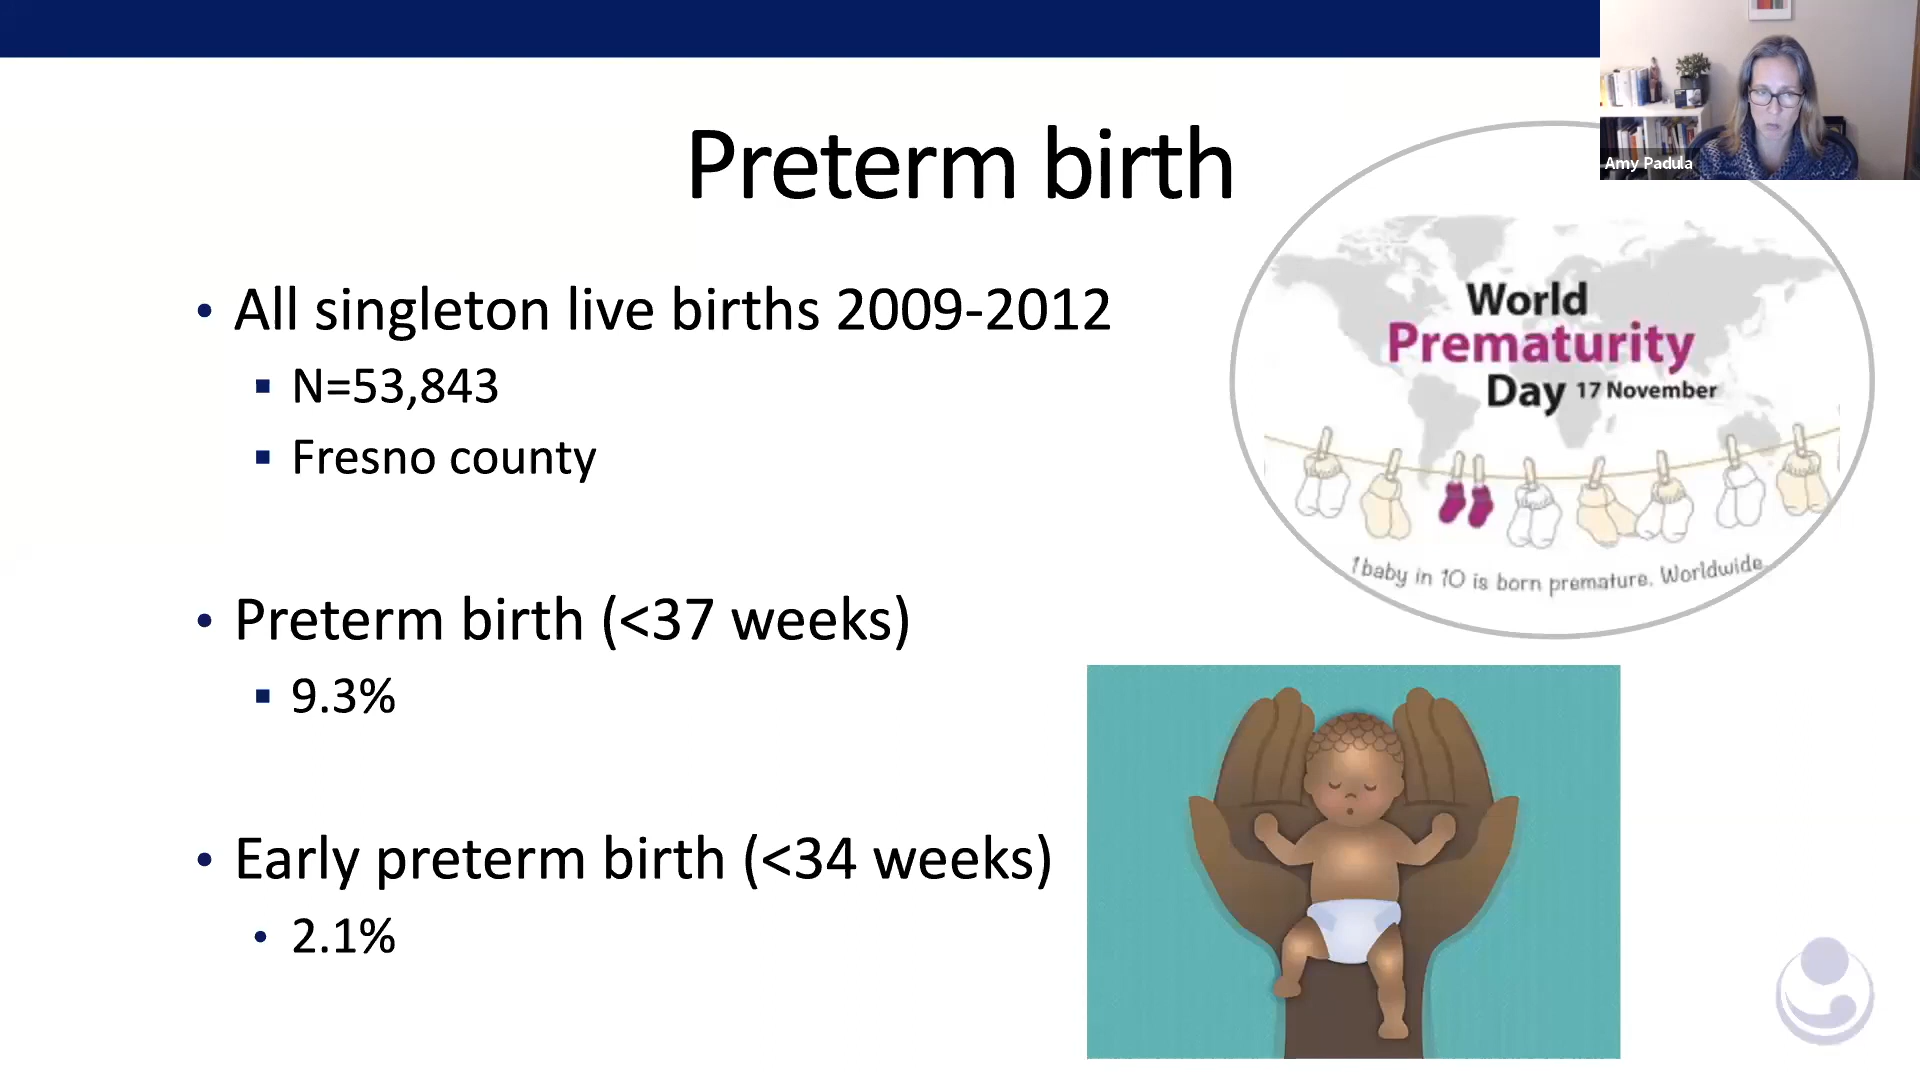 Amy Padula
Preterm birth
• All singleton live births 2009-2012
▪ N=53,843
▪ Fresno county
• Preterm birth (<37 weeks)
▪ 9.3%
• Early preterm birth (<34 weeks)
• 2.1%
World
Prematurity
Day 17 November
1 baby in 10 is born premature. Worldwide.